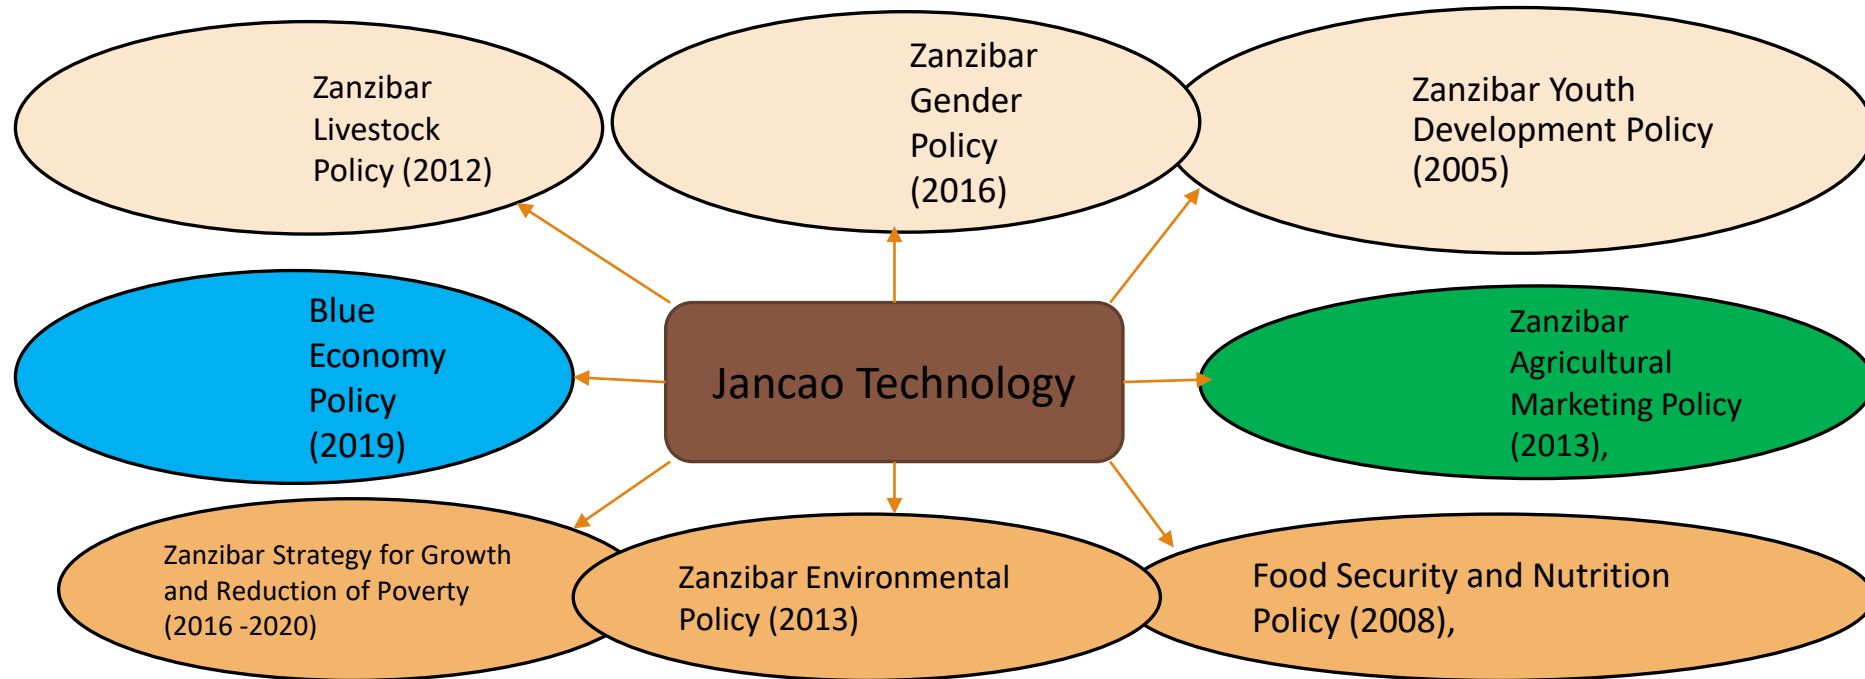 Zanzibar
Livestock
Policy (2012)
Zanzibar
Gender
Policy
(2016)
Zanzibar Youth
Development Policy
(2005)
Blue
Economy
Policy
(2019)
Jancao Technology
Zanzibar
Agricultural
Marketing Policy
(2013),
Zanzibar Strategy for Growth
and Reduction of Poverty
(2016 -2020)
Zanzibar Environmental
Policy (2013)
Food Security and Nutrition
Policy (2008),